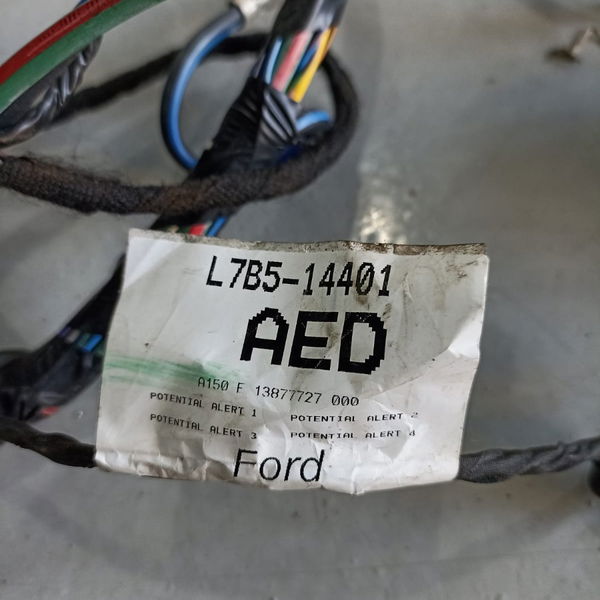 L7B5-14401
AED
A150 F 13877727 000
POTENTIAL ALERT 1 POTENTIAL ALERT 2
POTENTIAL ALERT 3 POTENTIAL ALERT 4
Ford